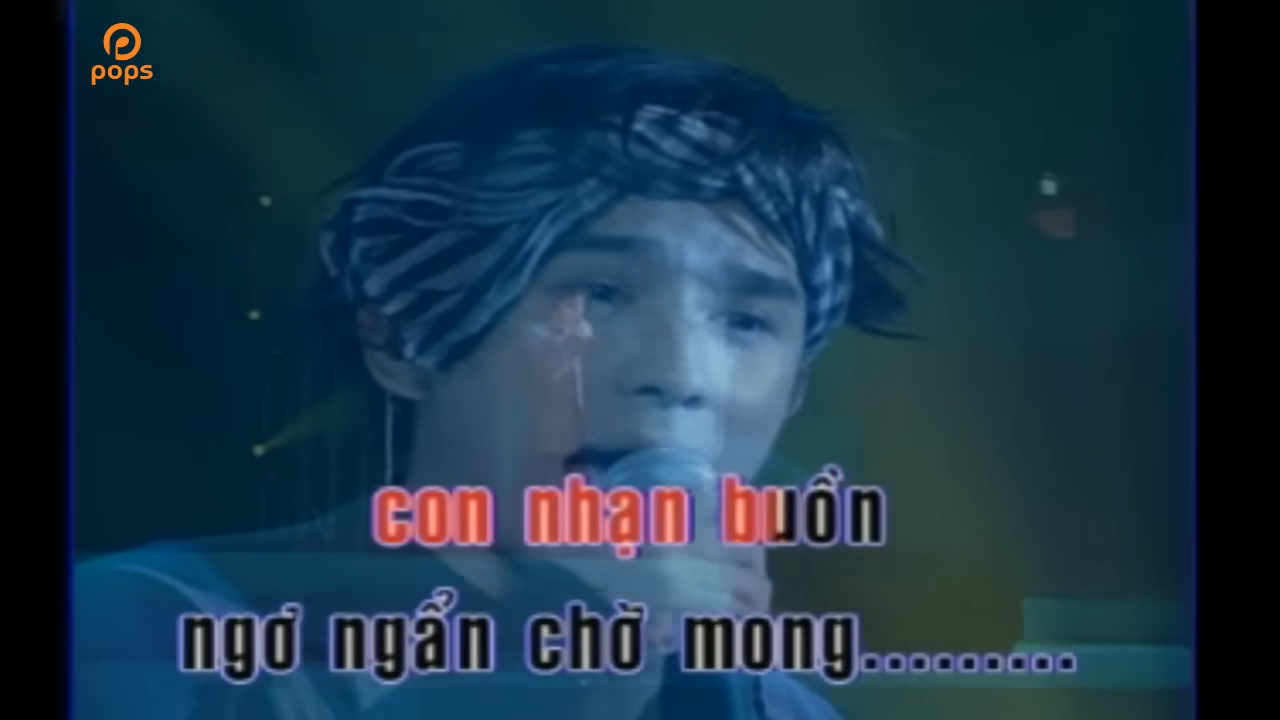 pops
con nhạn buồn
ngơ ngẩn chờ mong..........